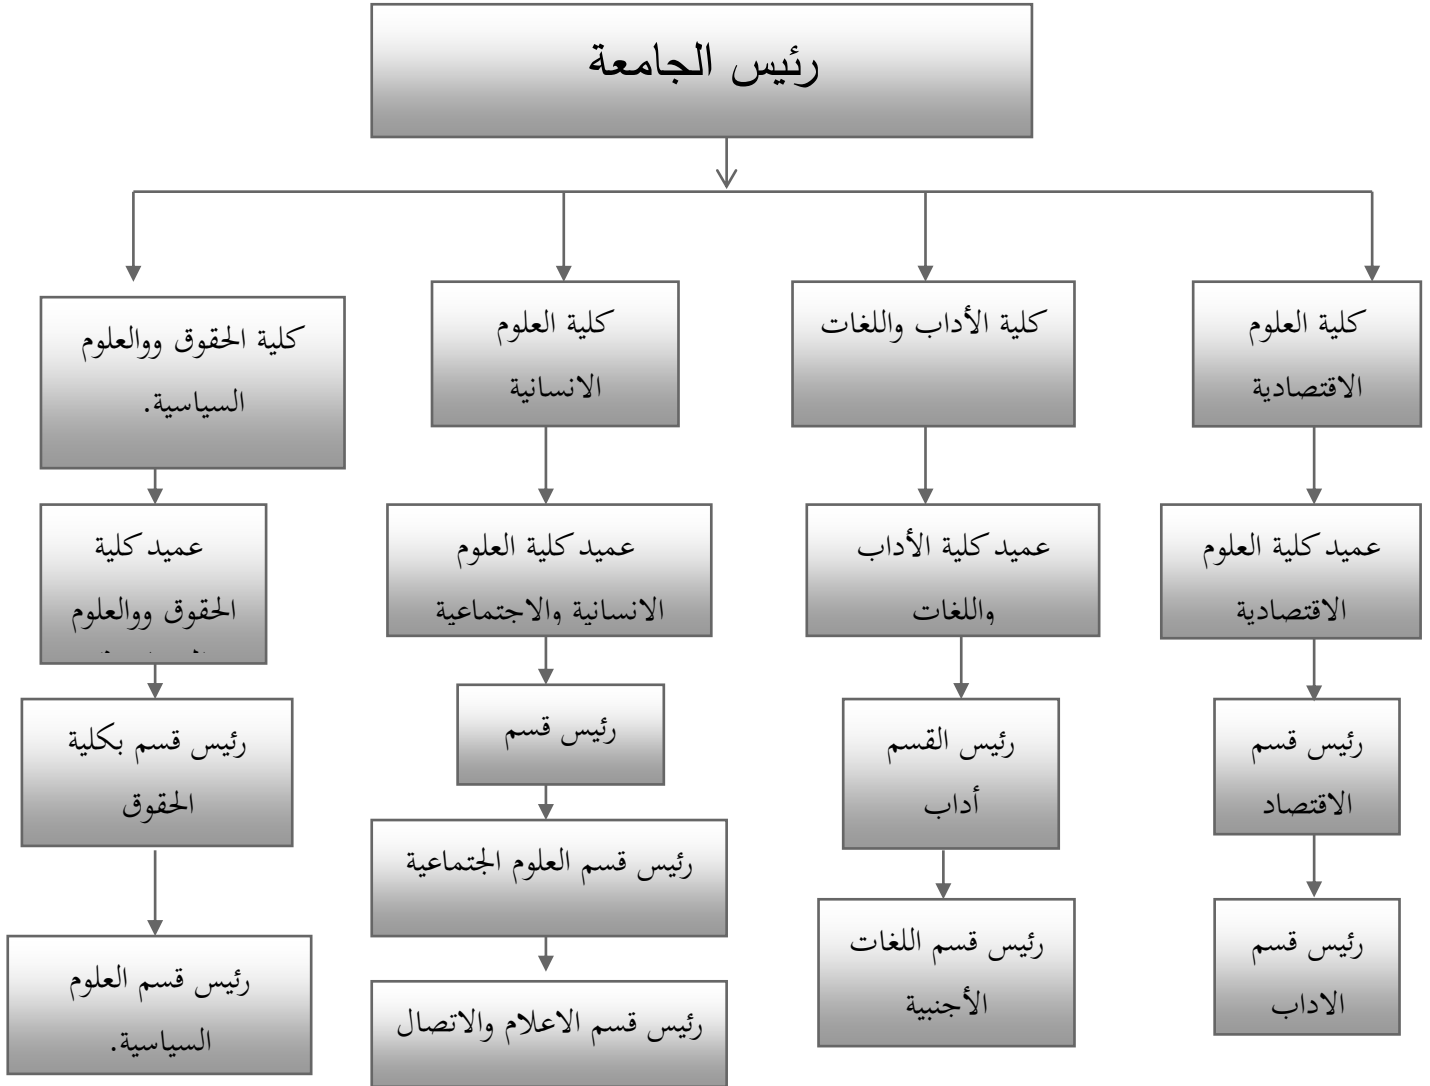 رئيس الجامعة
كلية العلوم
الاقتصادية
كلية الأداب واللغات
كلية العلوم
الانسانية
كلية الحقوق ووالعلوم
السياسية.
عميد كلية العلوم
الاقتصادية
عميد كلية الأداب
واللغات
عميد كلية العلوم
الانسانية والاجتماعية
عميد كلية
الحقوق ووالعلوم
رئيس قسم
الاقتصاد
رئيس القسم
أداب
رئيس قسم
رئيس قسم بكلية
الحقوق
رئيس قسم العلوم الجتماعية
رئيس قسم
الاداب
رئيس قسم اللغات
الأجنبية
رئيس قسم الاعلام والاتصال
رئيس قسم العلوم
السياسية.